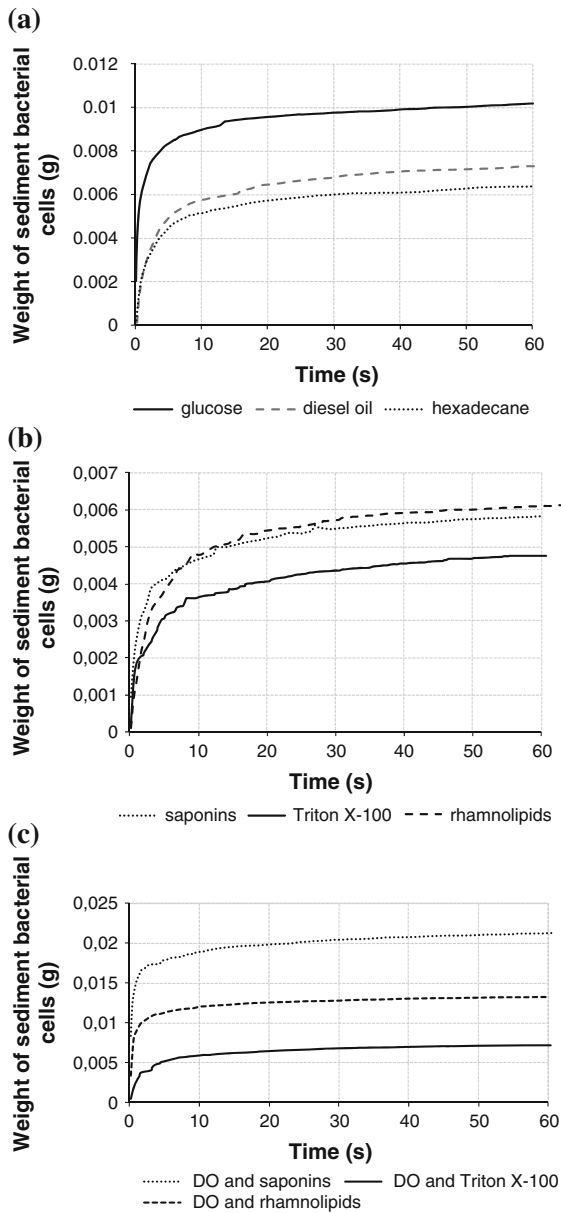 (a)
Weight of sediment bacterial
cells (g)
0.012
0.01
0.008
0.006
0.004
0.002
0
0 10 20 30 40 50 60
Time (s)
glucose diesel oil hexadecane
(b)
Weight of sediment bacterial
cells (g)
0,007
0,006
0,005
0,004
0,003
0,002
0,001
0
0 10 20 30 40 50 60
Time (s)
saponins Triton X-100 rhamnolipids
(c)
Weight of sediment bacterial
cells (g)
0,025
0,02
0,015
0,01
0,005
0
0 10 20 30 40 50 60
Time (s)
DO and saponins DO and Triton X-100
DO and rhamnolipids